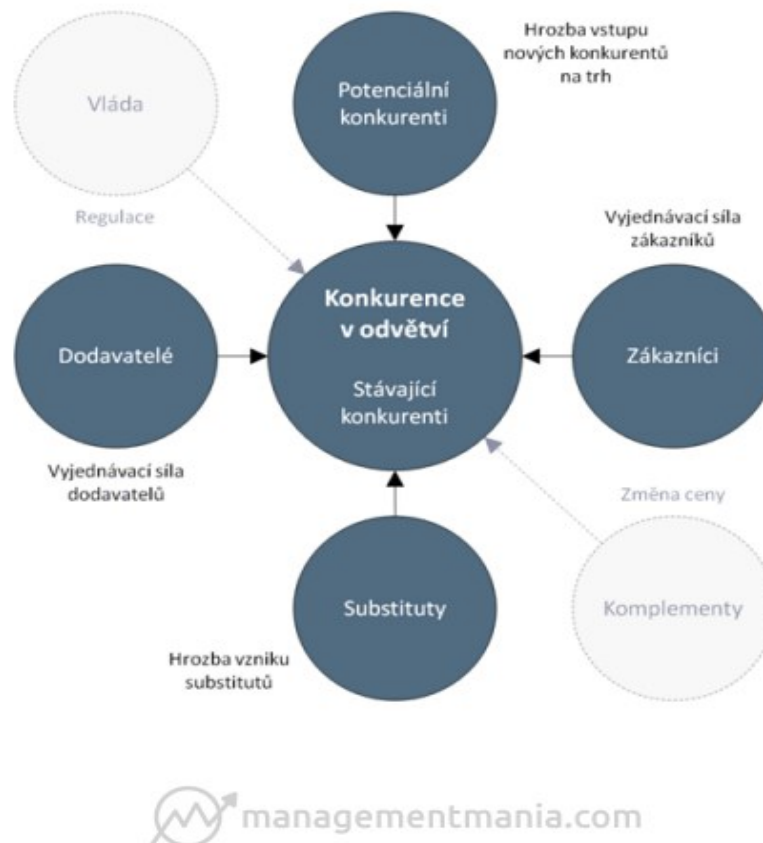 Hrozba vstupu
nových konkurentů
na trh
Vláda
Potenciální
konkurenti
Regulace
Vyjednávací síla
zákazníků
Konkurence
v odvětví
Dodavatelé
Zákazníci
Stávající
konkurenti
Vyjednávací síla
dodavatelů
Změna ceny
Substituty
Komplementy
Hrozba vzniku
substitutů
managementmania.com